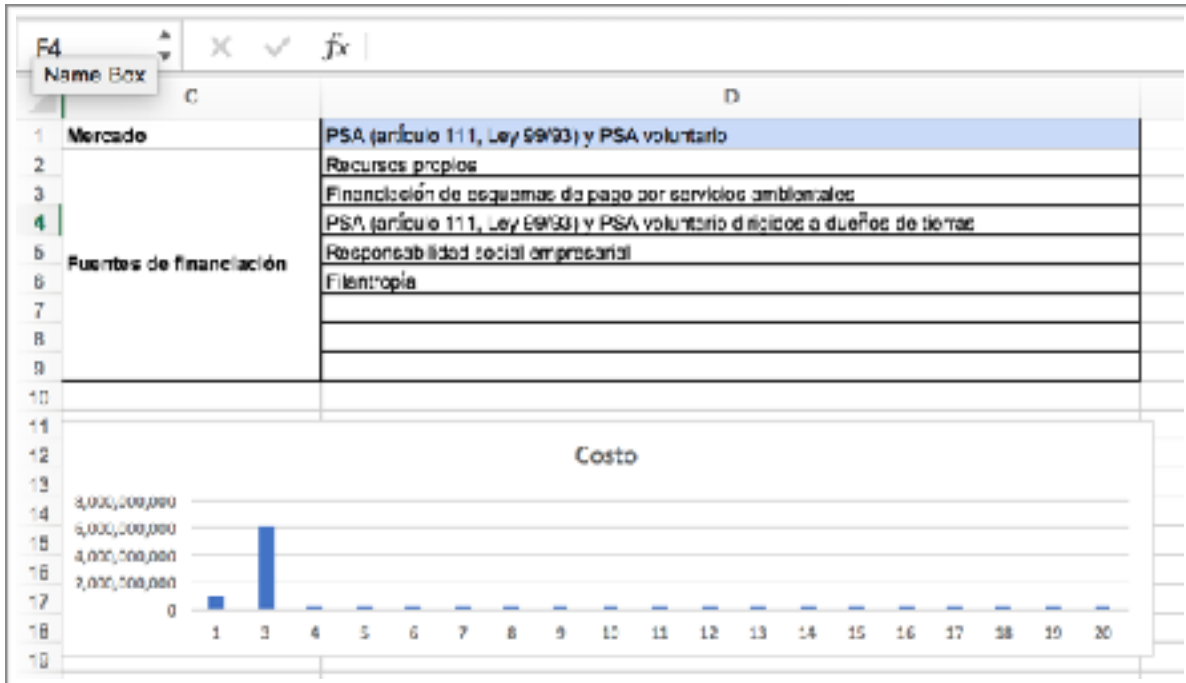 F4 fx
Name Box
C D
1 Mercado PSA (artículo 111, Ley 99/93) y PSA voluntario
2 Recursos propios
3 Financiación de esquemas de pago por servicios ambientales
4 PSA (artículo 111, Ley 99/93) y PSA voluntario dirigidos a dueños de tierras
5 Responsabilidad social empresarial
Fuentes de financiación
6 Filantropía
7
8
9
10
11
12 Costo
13
8,000,000,000
14
6,000,000,000
15
4,000,000,000
16
2,000,000,000
17
0
18 1 3 4 5 6 7 8 9 10 11 12 13 14 15 16 17 18 19 20
19